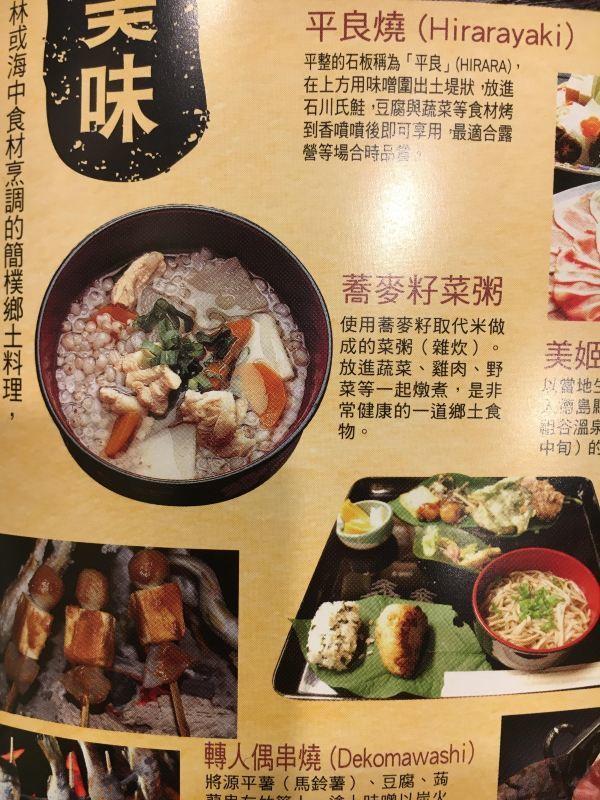 美味
林或海中食材烹調的簡樸鄉土料理，
平良燒 (Hirarayaki)
平整的石板稱為「平良」(HIRARA)，
在上方用味噌圍出土堤狀，放進
石川氏鮭，豆腐與蔬菜等食材烤
到香噴噴後即可享用，最適合露
營等場合時品嘗。
蕎麥籽菜粥
使用蕎麥籽取代米做
成的菜粥（雜炊）。
放進蔬菜、雞肉、野
菜等一起燉煮，是非
常健康的一道鄉土食
物。
美姬
以當地生
德島縣
祖谷溫泉
中旬）的
轉人偶串燒 (Dekomawashi)
將源平薯（馬鈴薯）、豆腐、蒟